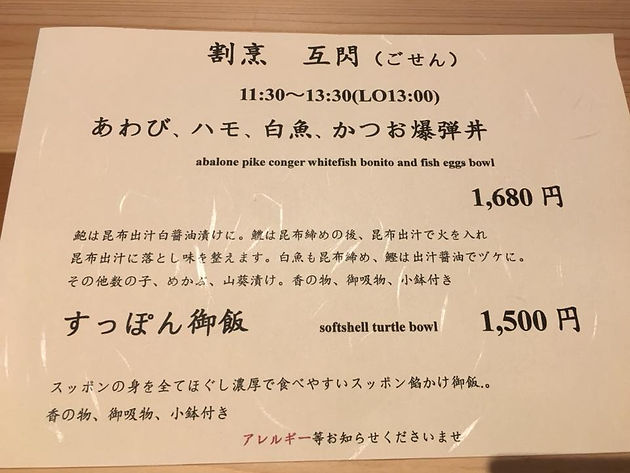 割烹　互閃（ごせん）
11:30～13:30(LO13:00)
あわび、ハモ、白魚、かつお爆弾丼
abalone pike conger whitefish bonito and fish eggs bowl
1,680 円
鮑は昆布出汁白醤油漬けに。鱧は昆布締めの後、昆布出汁で火を入れ
昆布出汁に落とし味を整えます。白魚も昆布締め、鰹は出汁醤油でヅケに。
その他数の子、めかぶ、山葵漬け。香の物、御吸物、小鉢付き
すっぽん御飯 softshell turtle bowl 1,500 円
スッポンの身を全てほぐし濃厚で食べやすいスッポン餡かけ御飯.。
香の物、御吸物、小鉢付き
アレルギー等お知らせくださいませ